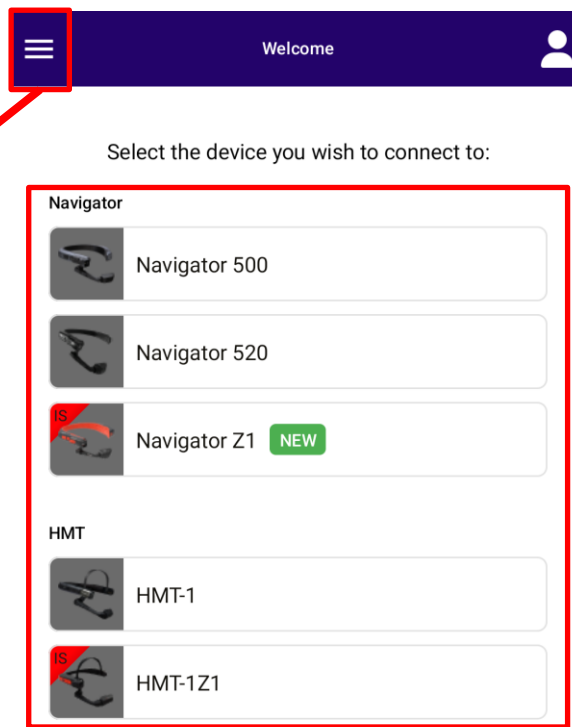 Welcome
Select the device you wish to connect to:
Navigator
Navigator 500
Navigator 520
IS
Navigator Z1 NEW
HMT
HMT-1
IS
HMT-1Z1